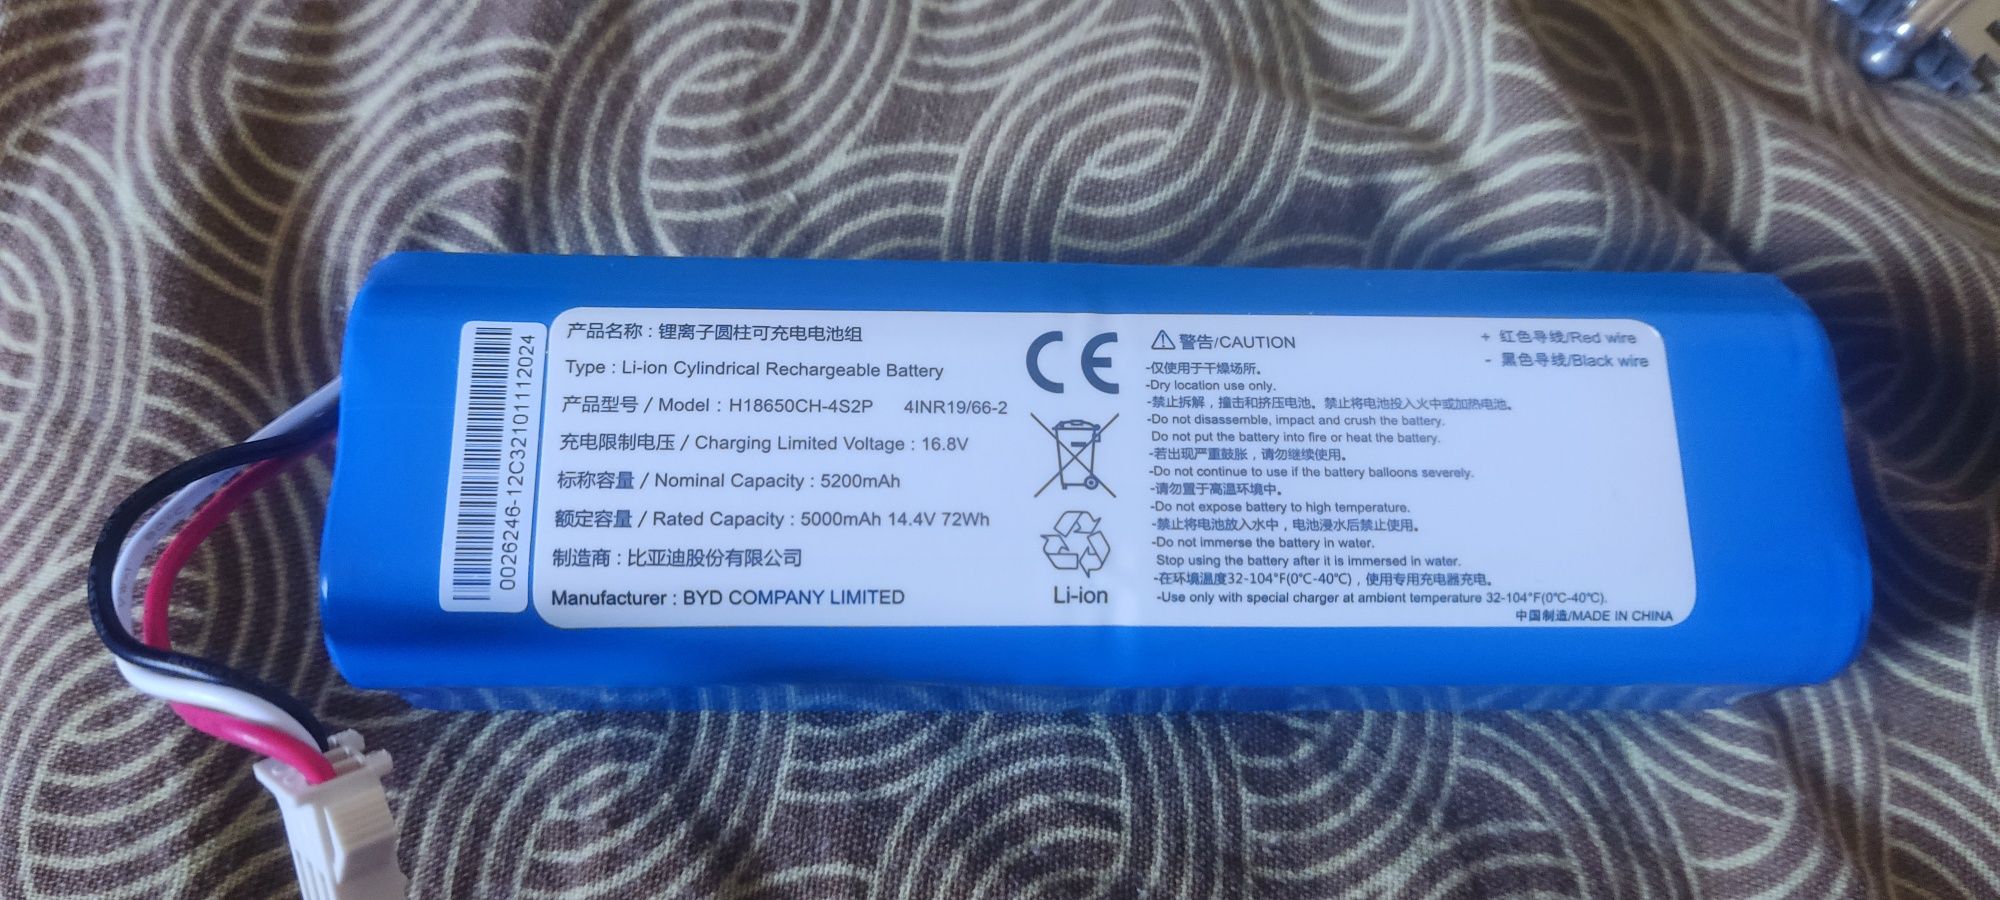 0026246-12C32101112024
产品名称：锂离子圆柱可充电电池组
Type : Li-ion Cylindrical Rechargeable Battery
产品型号 / Model : H18650CH-4S2P 4INR19/66-2
充电限制电压 / Charging Limited Voltage : 16.8V
标称容量 / Nominal Capacity : 5200mAh
额定容量 / Rated Capacity : 5000mAh 14.4V 72Wh
制造商：比亚迪股份有限公司
Manufacturer : BYD COMPANY LIMITED
CE
Li-ion
警告/CAUTION
+ 红色导线/Red wire
- 黑色导线/Black wire
-仅使用于干燥场所。
-Dry location use only.
-禁止拆解，撞击和挤压电池。禁止将电池投入火中或加热电池。
-Do not disassemble, impact and crush the battery.
Do not put the battery into fire or heat the battery.
-若出现严重鼓胀，请勿继续使用。
-Do not continue to use if the battery balloons severely.
-请勿置于高温环境中。
-Do not expose battery to high temperature.
-禁止将电池放入水中，电池浸水后禁止使用。
-Do not immerse the battery in water.
Stop using the battery after it is immersed in water.
-在环境温度32-104°F(0℃-40℃)，使用专用充电器充电。
-Use only with special charger at ambient temperature 32-104°F(0℃-40℃).
中国制造/MADE IN CHINA